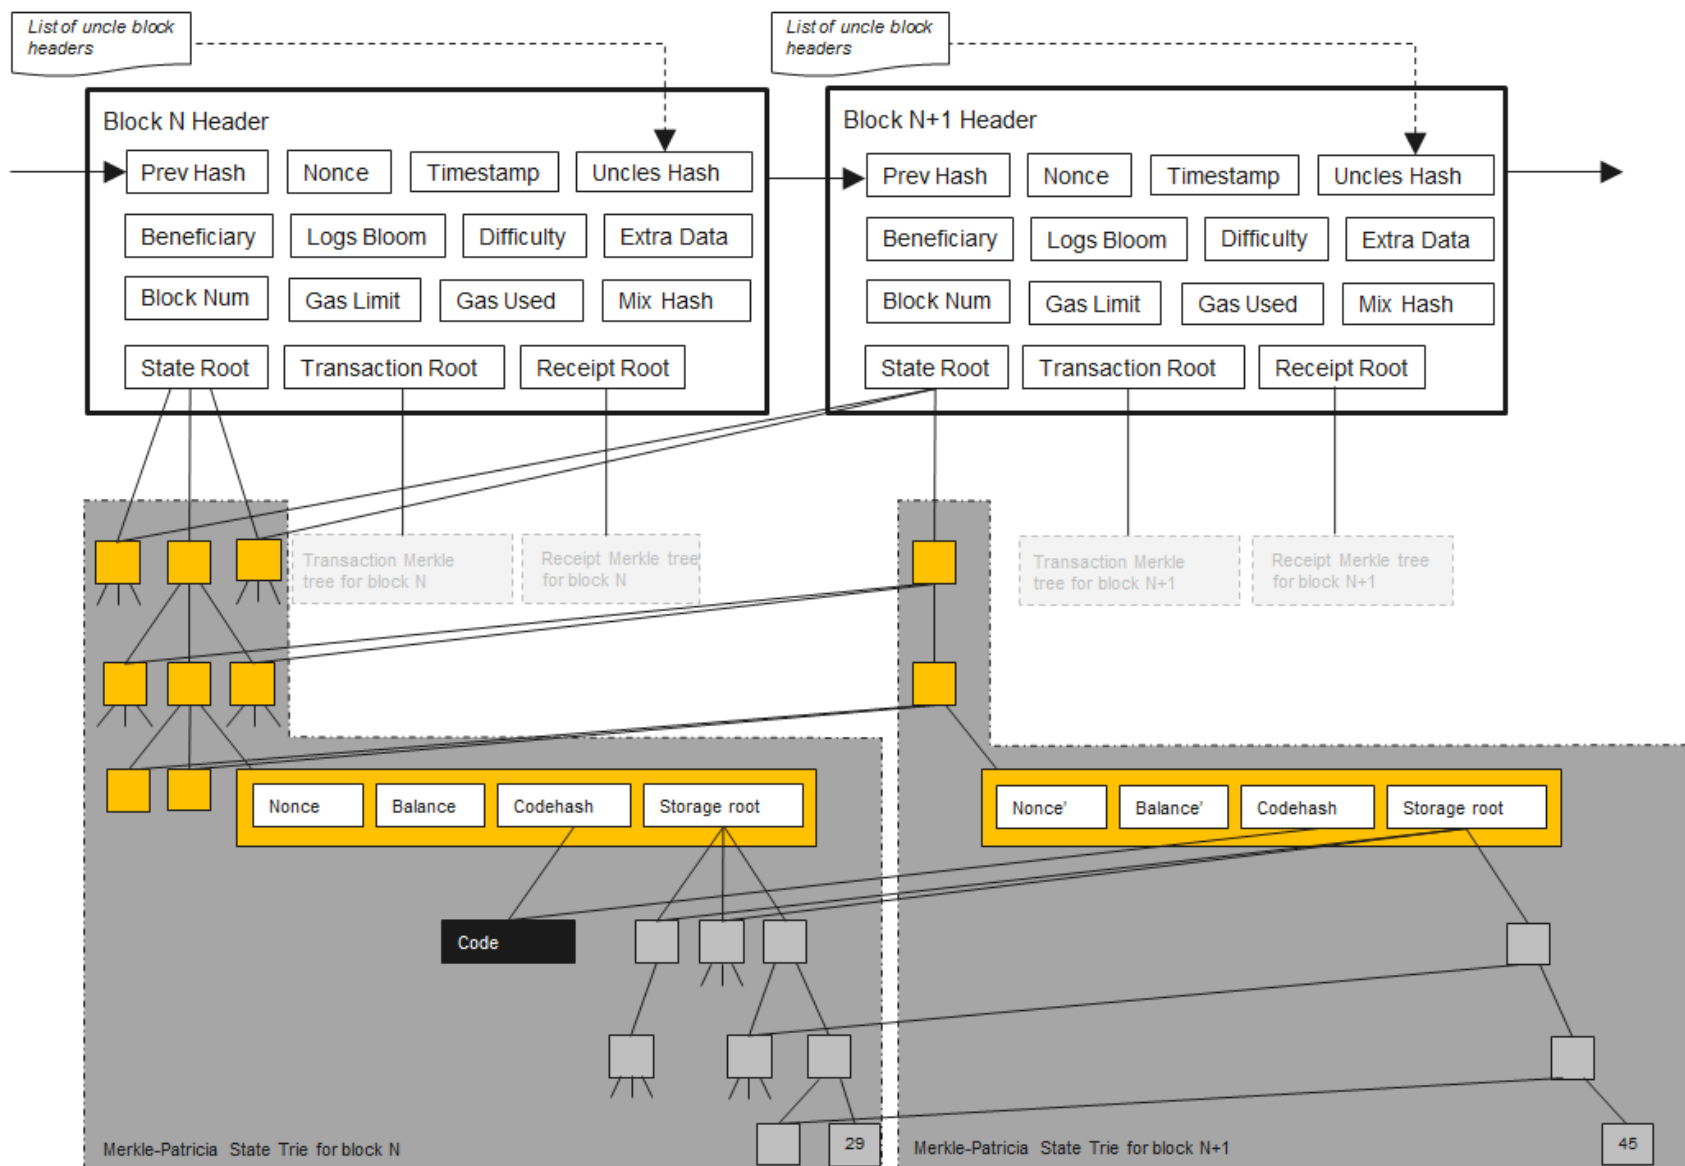 List of uncle block
headers
List of uncle block
headers
Block N Header
Prev Hash
Nonce
Timestamp
Uncles Hash
Beneficiary
Logs Bloom
Difficulty
Extra Data
Block Num
Gas Limit
Gas Used
Mix Hash
State Root
Transaction Root
Receipt Root
Block N+1 Header
Prev Hash
Nonce
Timestamp
Uncles Hash
Beneficiary
Logs Bloom
Difficulty
Extra Data
Block Num
Gas Limit
Gas Used
Mix Hash
State Root
Transaction Root
Receipt Root
Transaction Merkle
tree for block N
Receipt Merkle tree
for block N
Transaction Merkle
tree for block N+1
Receipt Merkle tree
for block N+1
Nonce
Balance
Codehash
Storage root
Nonce’
Balance’
Codehash
Storage root
Code
29
45
Merkle-Patricia State Trie for block N
Merkle-Patricia State Trie for block N+1